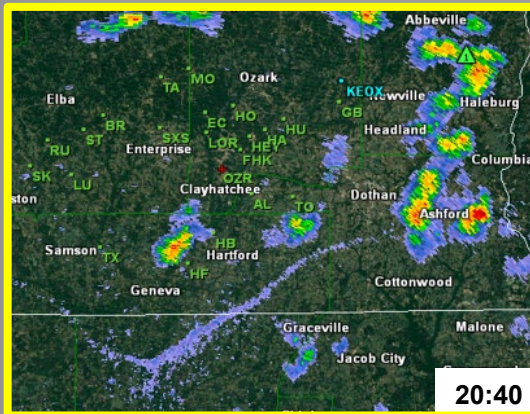 Abbeville
MO
Ozark
TA
KEOX
Newville
Elba
HO
GB
Haleburg
BR
EC
HU
ST
SXS
HA
Headland
RU
LOR
HEY
Enterprise
FHK
Columbia
SK
LU
OZR
ston
Clayhatchee
Dothan
AL
TO
Ashford
Samson
TX
HB
Hartford
HF
Geneva
Cottonwood
Graceville
Malone
Jacob City
20:40